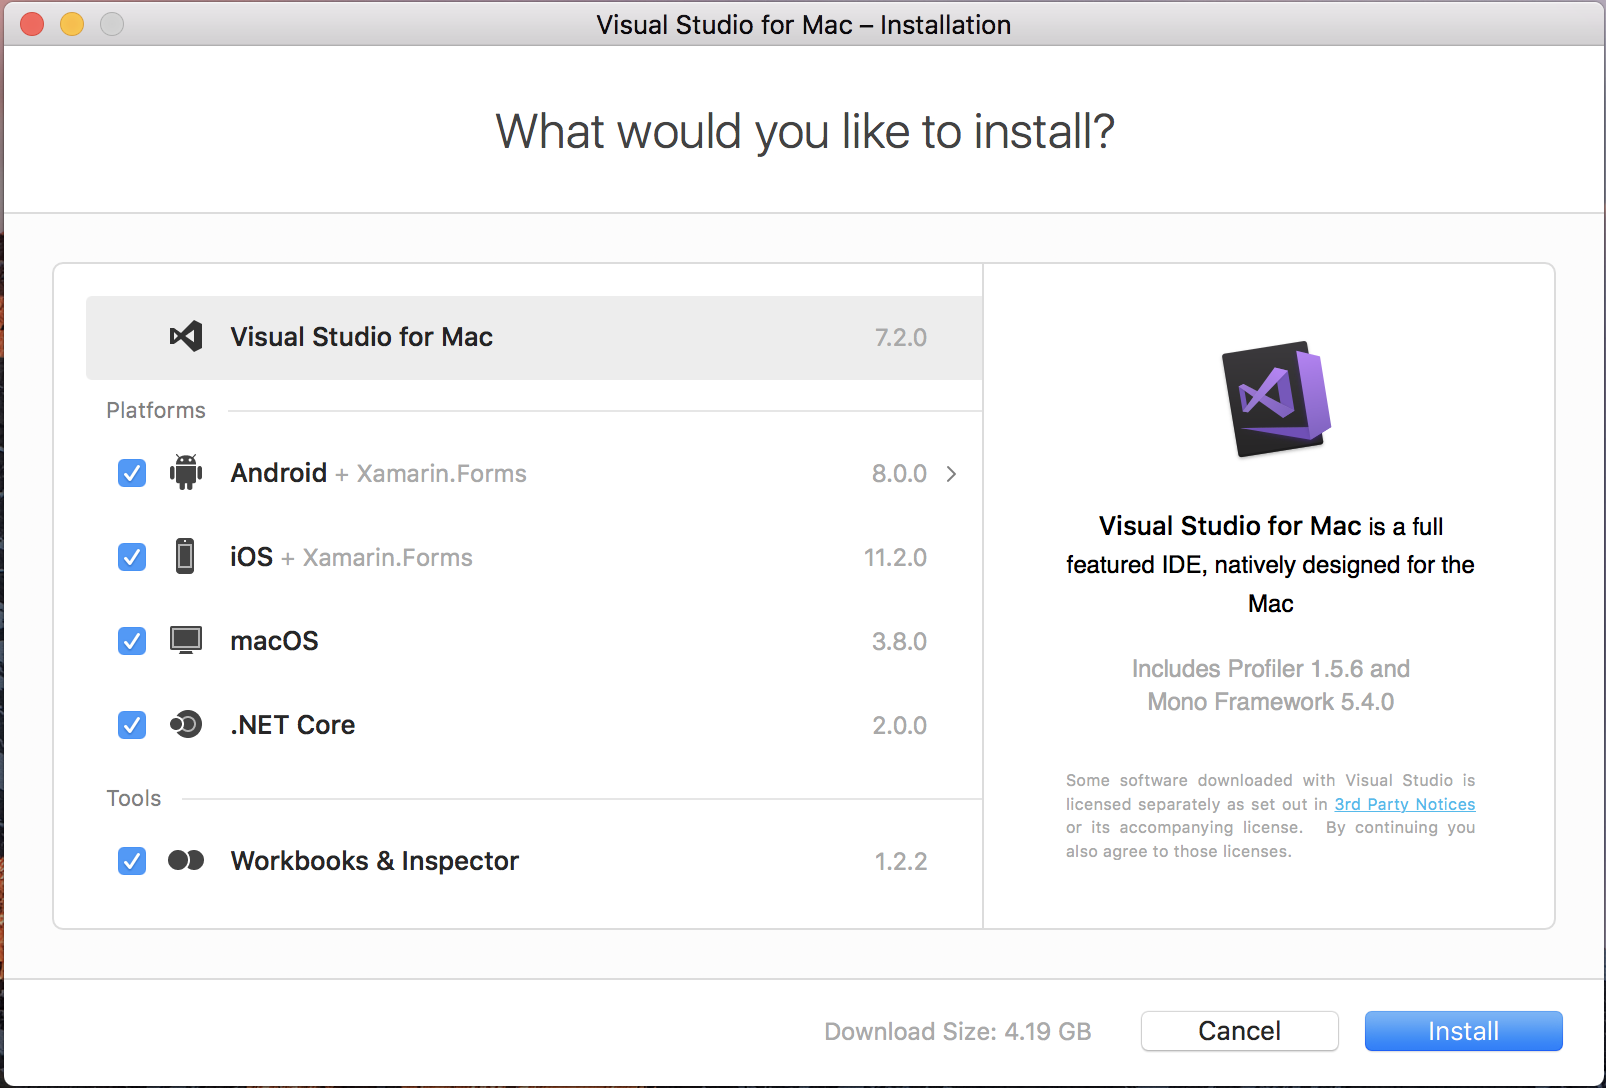 Visual Studio for Mac – Installation
What would you like to install?
Visual Studio for Mac 7.2.0
Platforms
Android + Xamarin.Forms 8.0.0
iOS + Xamarin.Forms 11.2.0
macOS 3.8.0
.NET Core 2.0.0
Tools
Workbooks & Inspector 1.2.2
Visual Studio for Mac is a full
featured IDE, natively designed for the
Mac
Includes Profiler 1.5.6 and
Mono Framework 5.4.0
Some software downloaded with Visual Studio is
licensed separately as set out in 3rd Party Notices
or its accompanying license. By continuing you
also agree to those licenses.
Download Size: 4.19 GB Cancel Install